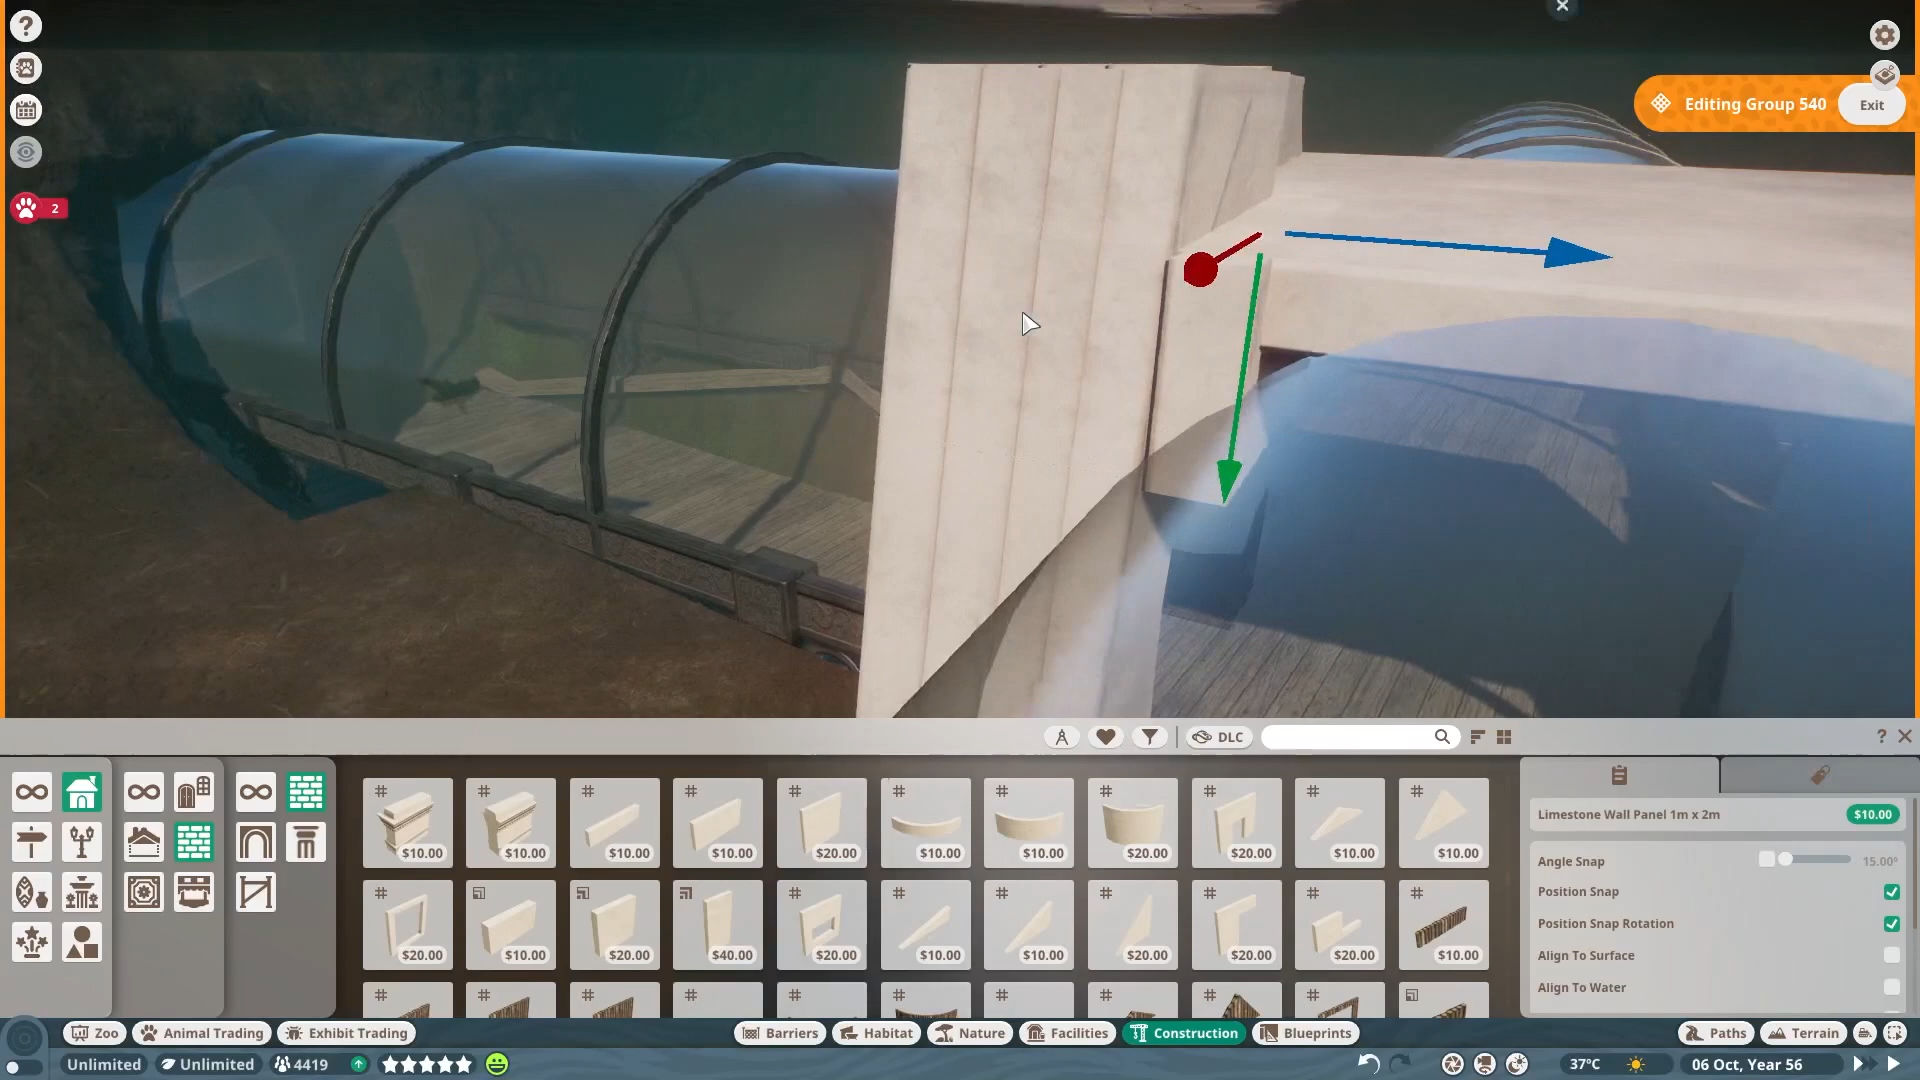 ?
Editing Group 540
Exit
2
DLC
?
$10.00
$10.00
$10.00
$10.00
$20.00
$10.00
$10.00
$20.00
$20.00
$10.00
$10.00
$20.00
$10.00
$20.00
$40.00
$20.00
$10.00
$10.00
$20.00
$20.00
$20.00
$10.00
Limestone Wall Panel 1m x 2m
$10.00
Angle Snap
15.00°
Position Snap
Position Snap Rotation
Align To Surface
Align To Water
Zoo
Animal Trading
Exhibit Trading
Barriers
Habitat
Nature
Facilities
Construction
Blueprints
Paths
Terrain
Unlimited
Unlimited
4419
37°C
06 Oct, Year 56